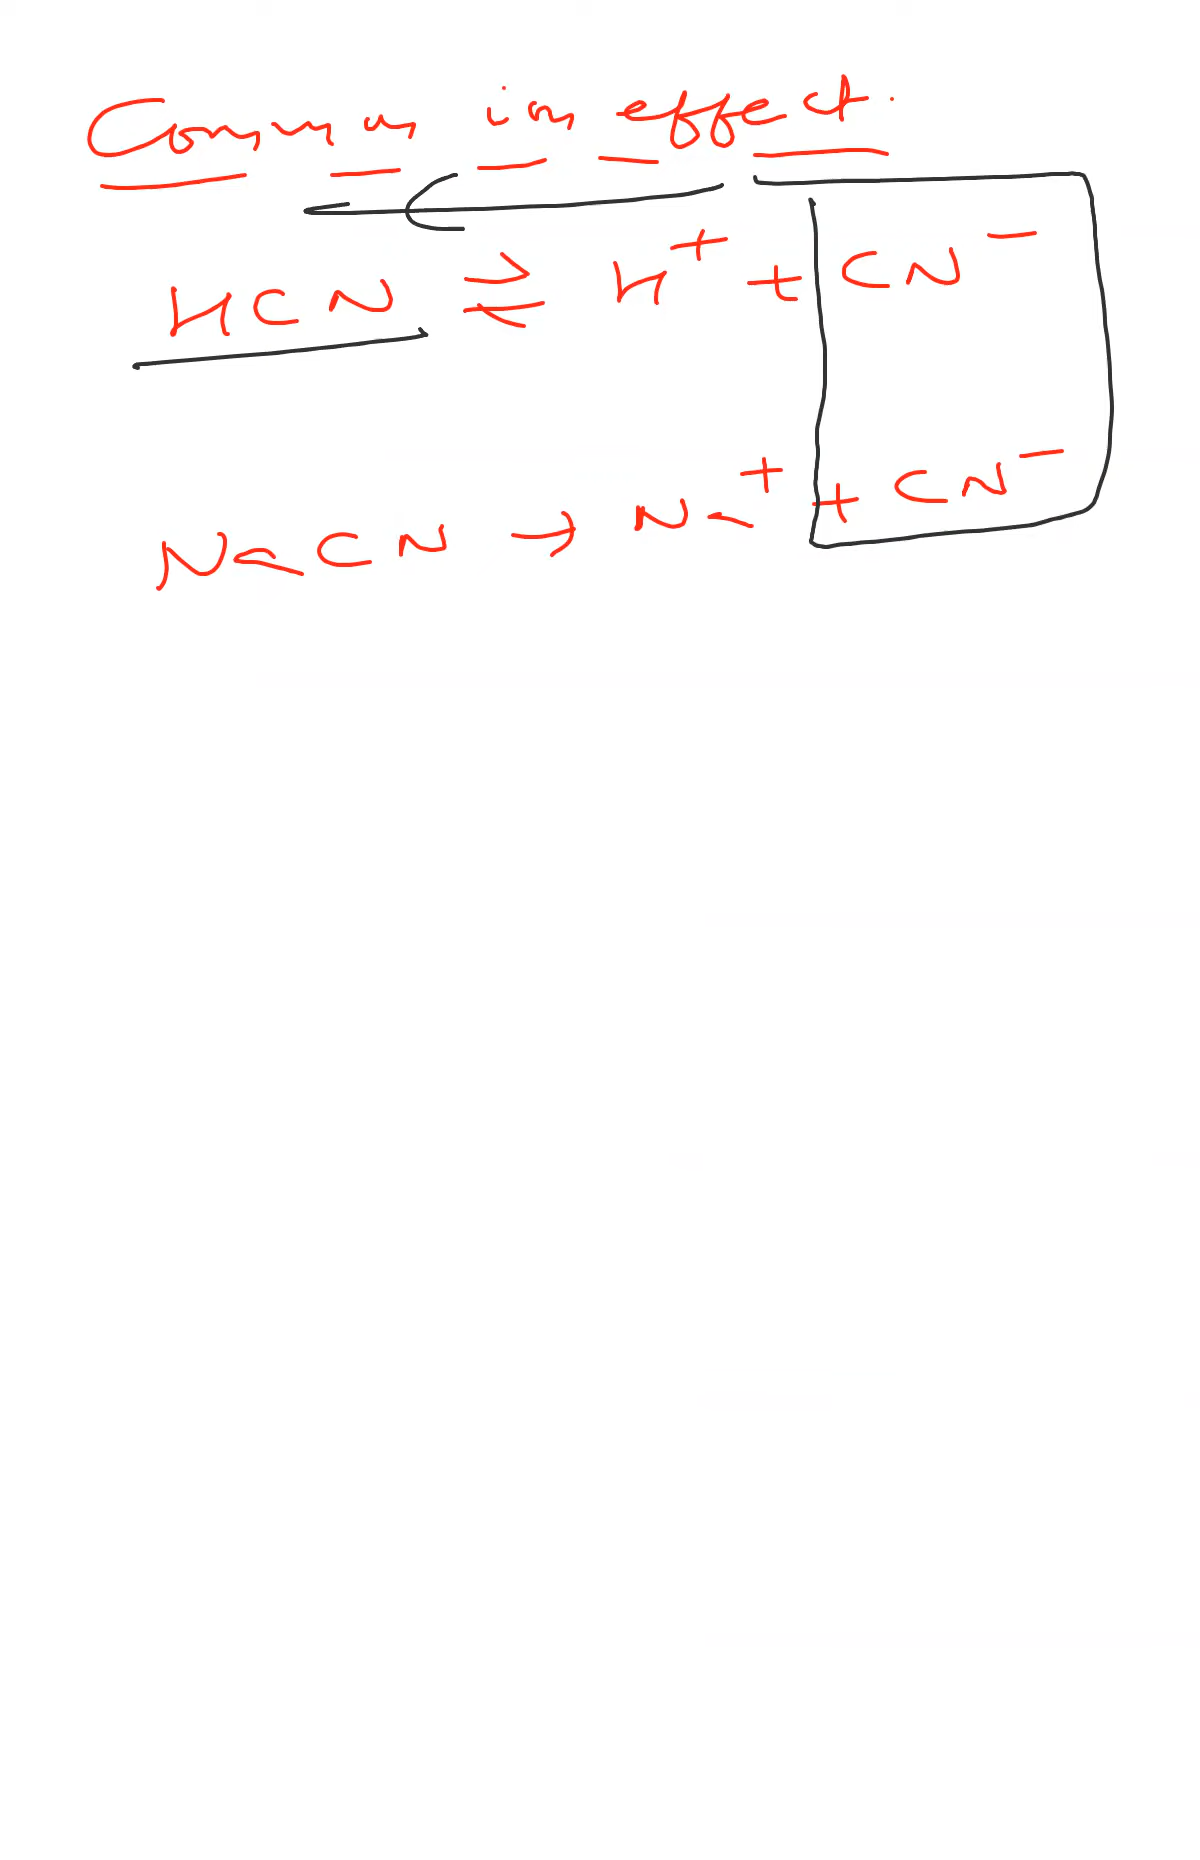 Common ion effect.
HCN ⇌ H⁺ + CN⁻
NaCN → Na⁺ + CN⁻